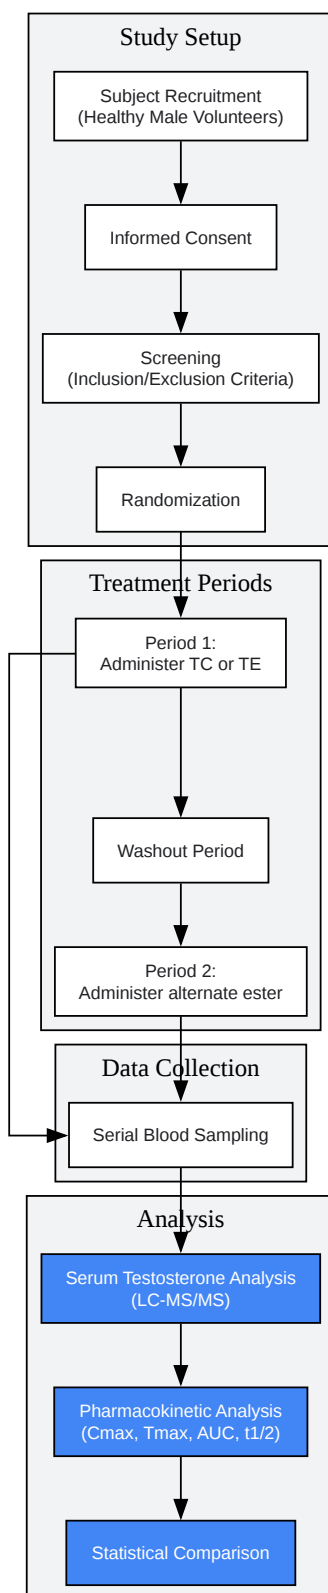 Study Setup
Subject Recruitment
(Healthy Male Volunteers)
Informed Consent
Screening
(Inclusion/Exclusion Criteria)
Randomization
Treatment Periods
Period 1:
Administer TC or TE
Washout Period
Period 2:
Administer alternate ester
Data Collection
Serial Blood Sampling
Analysis
Serum Testosterone Analysis
(LC-MS/MS)
Pharmacokinetic Analysis
(Cmax, Tmax, AUC, t1/2)
Statistical Comparison